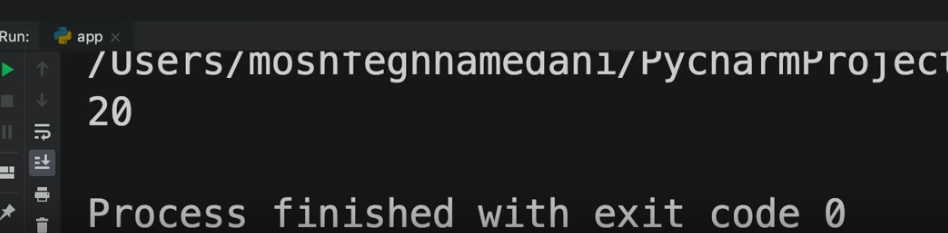 Run: app
/Users/moshfeghhamedani/PycharmProject
20
Process finished with exit code 0